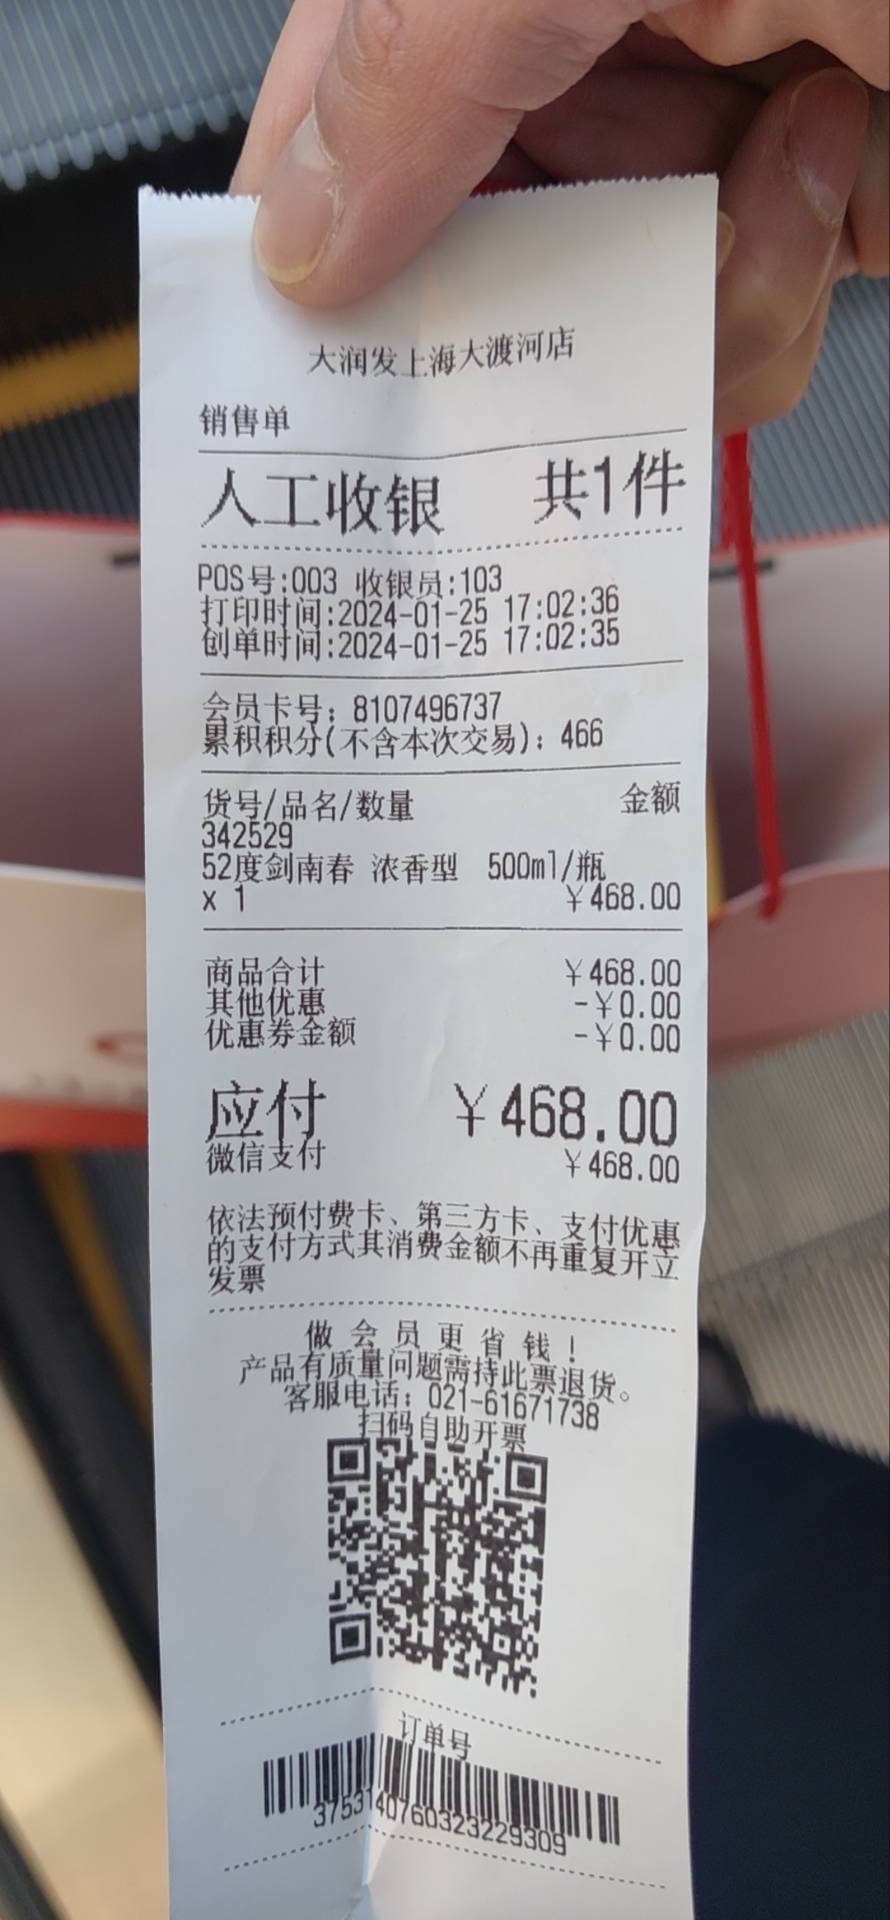 大润发上海大渡河店
销售单
人工收银 共1件
POS号:003 收银员:103
打印时间:2024-01-25 17:02:36
创单时间:2024-01-25 17:02:35
会员卡号: 8107496737
累积积分(不含本次交易): 466
货号/品名/数量 金额
342529
52度剑南春 浓香型 500ml/瓶
x 1 ¥468.00
商品合计 ¥468.00
其他优惠 -¥0.00
优惠券金额 -¥0.00
应付 ¥468.00
微信支付 ¥468.00
依法预付费卡、第三方卡、支付优惠
的支付方式其消费金额不再重复开立
发票
做会员更省钱!
产品有质量问题需持此票退货。
客服电话: 021-61671738
扫码自助开票
订单号
3753140760323229309